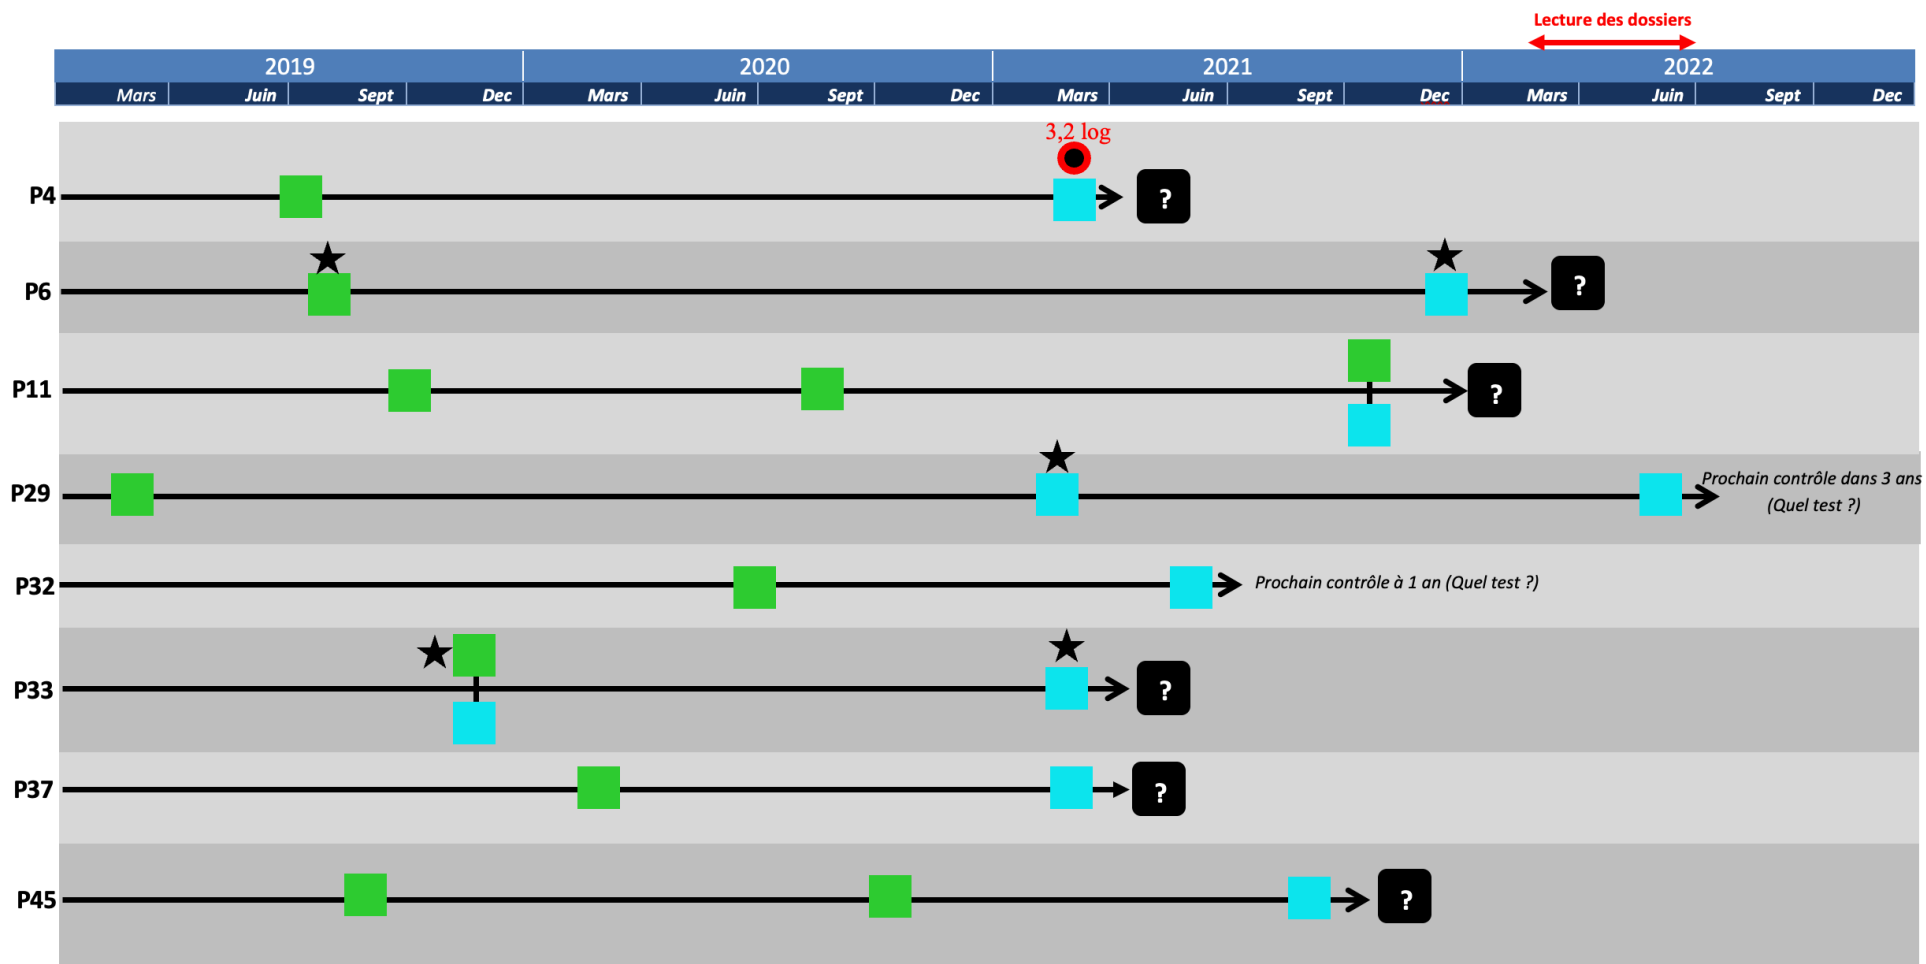 Lecture des dossiers
2019 2020 2021 2022
Mars Juin Sept Dec Mars Juin Sept Dec Mars Juin Sept Dec Mars Juin Sept Dec
3,2 log
P4 ?
P6 ?
P11 ?
P29 Prochain contrôle dans 3 ans
(Quel test ?)
P32 Prochain contrôle à 1 an (Quel test ?)
P33 ?
P37 ?
P45 ?